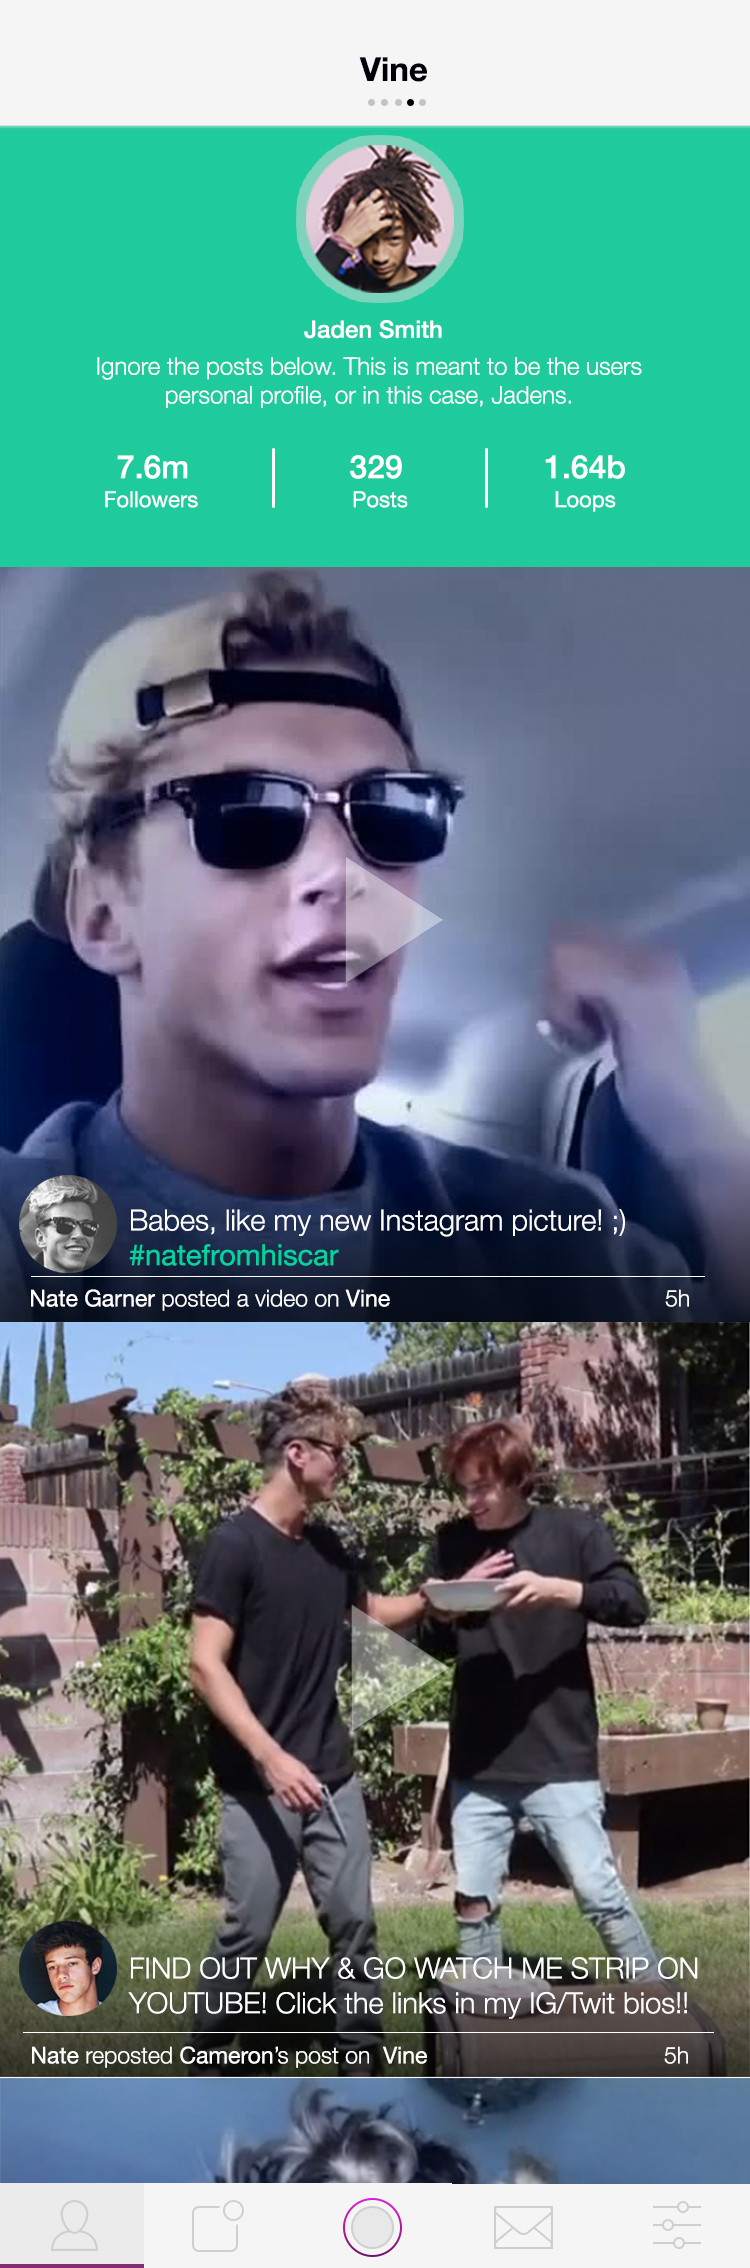 Vine
Jaden Smith
Ignore the posts below. This is meant to be the users
personal profile, or in this case, Jadens.
7.6m
Followers
329
Posts
1.64b
Loops
Babes, like my new Instagram picture! ;)
#natefromhiscar
Nate Garner posted a video on Vine
5h
FIND OUT WHY & GO WATCH ME STRIP ON
YOUTUBE! Click the links in my IG/Twit bios!!
Nate reposted Cameron's post on Vine
5h